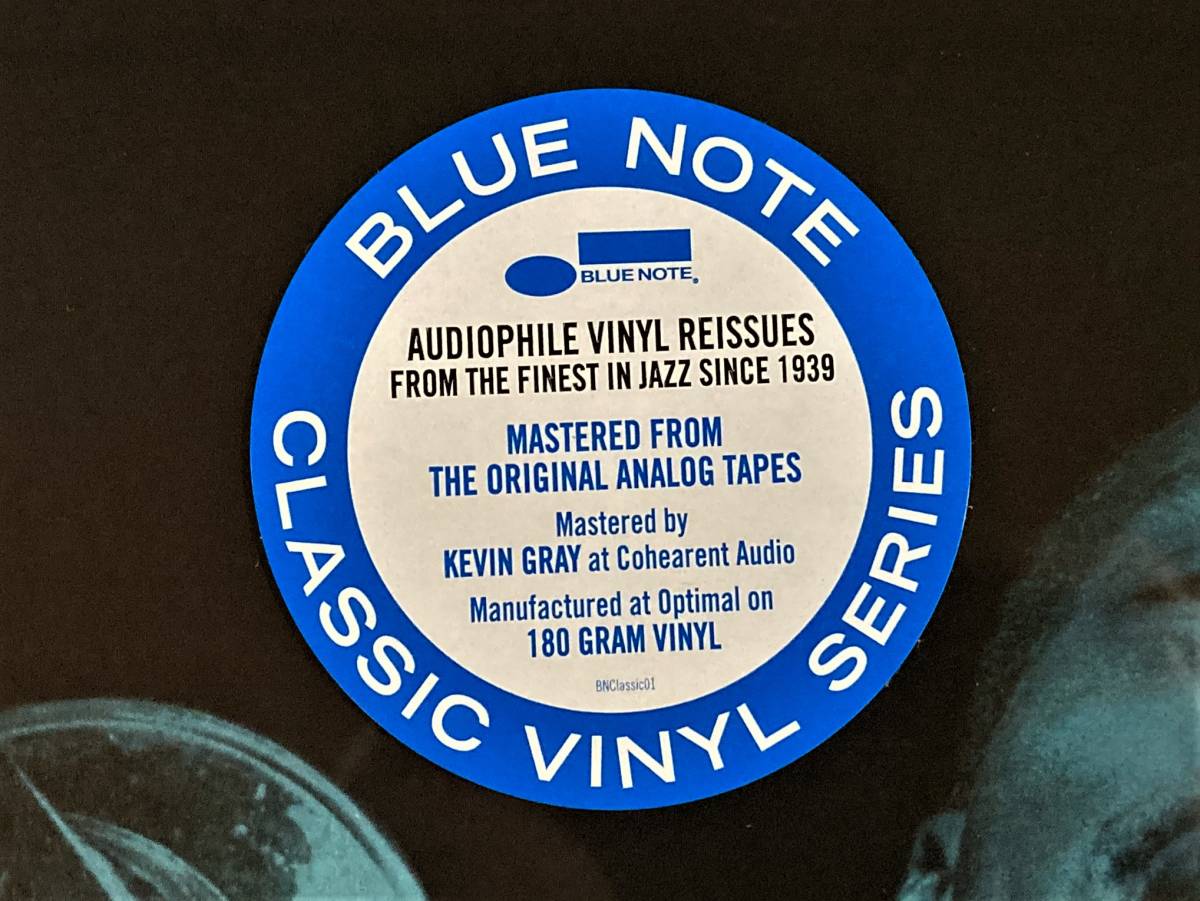 BLUE NOTE
BLUE NOTE®
AUDIOPHILE VINYL REISSUES
FROM THE FINEST IN JAZZ SINCE 1939
MASTERED FROM
THE ORIGINAL ANALOG TAPES
Mastered by
KEVIN GRAY at Cohearent Audio
Manufactured at Optimal on
180 GRAM VINYL
BNClassic01
CLASSIC VINYL SERIES